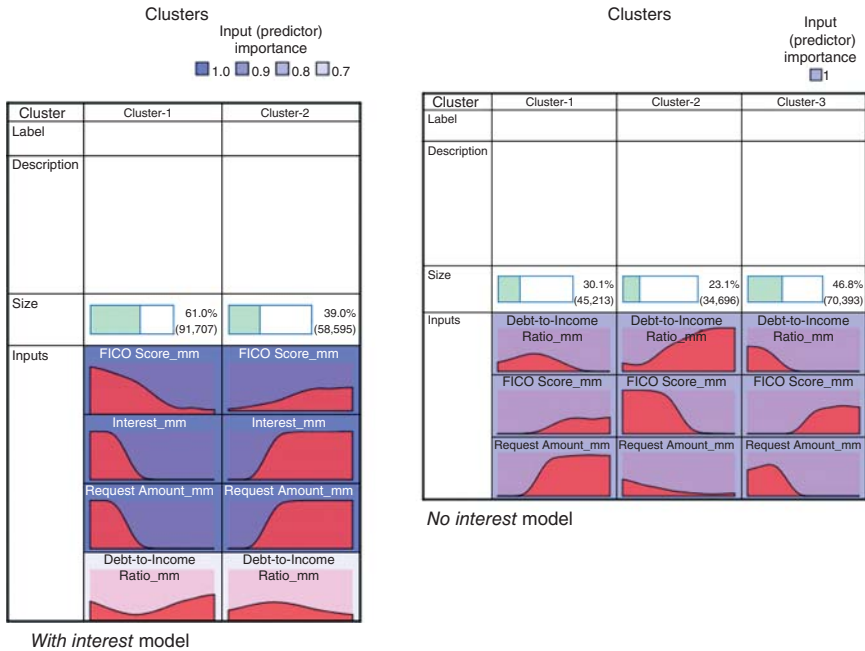 Clusters
Input (predictor)
importance
1.0 0.9 0.8 0.7
Cluster Cluster-1 Cluster-2
Label
Description
Size 61.0% 39.0%
(91,707) (58,595)
Inputs FICO Score_mm FICO Score_mm
Interest_mm Interest_mm
Request Amount_mm Request Amount_mm
Debt-to-Income Debt-to-Income
Ratio_mm Ratio_mm
With interest model
Clusters
Input
(predictor)
importance
1
Cluster Cluster-1 Cluster-2 Cluster-3
Label
Description
Size 30.1% 23.1% 46.8%
(45,213) (34,696) (70,393)
Inputs Debt-to-Income Debt-to-Income Debt-to-Income
Ratio_mm Ratio_mm Ratio_mm
FICO Score_mm FICO Score_mm FICO Score_mm
Request Amount_mm Request Amount_mm Request Amount_mm
No interest model